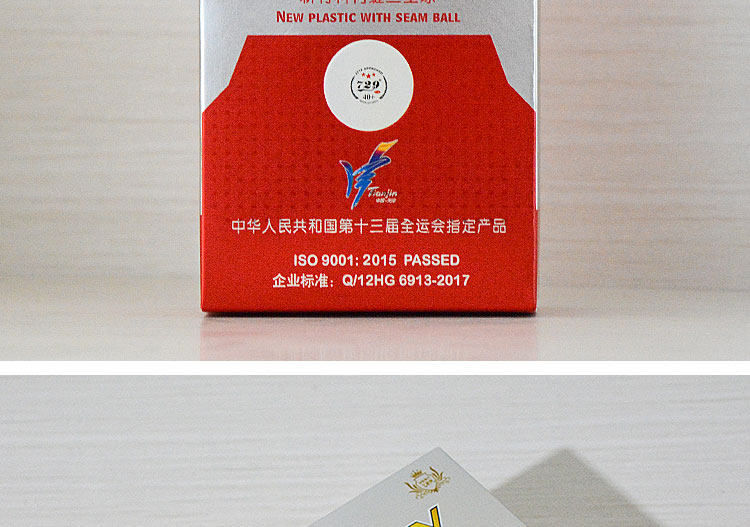 NEW PLASTIC WITH SEAM BALL
729
40+
Tianjin
中华人民共和国第十三届全运会指定产品
ISO 9001: 2015 PASSED
企业标准：Q/12HG 6913-2017